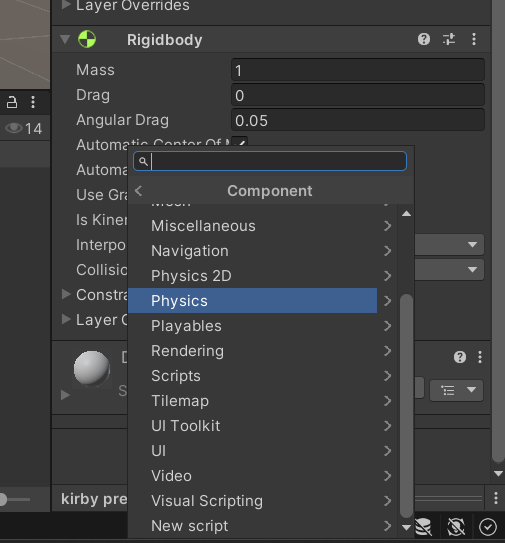 Layer Overrides
Rigidbody
Mass
1
Drag
0
14
Angular Drag
0.05
Automatic Center Of M
Automa
Component
Use Gra
Miscellaneous
Is Kinem
Navigation
Interpo
Physics 2D
Collisio
Physics
Constra
Playables
Layer O
Rendering
Scripts
Tilemap
UI Toolkit
UI
Video
Visual Scripting
kirby pre
New script